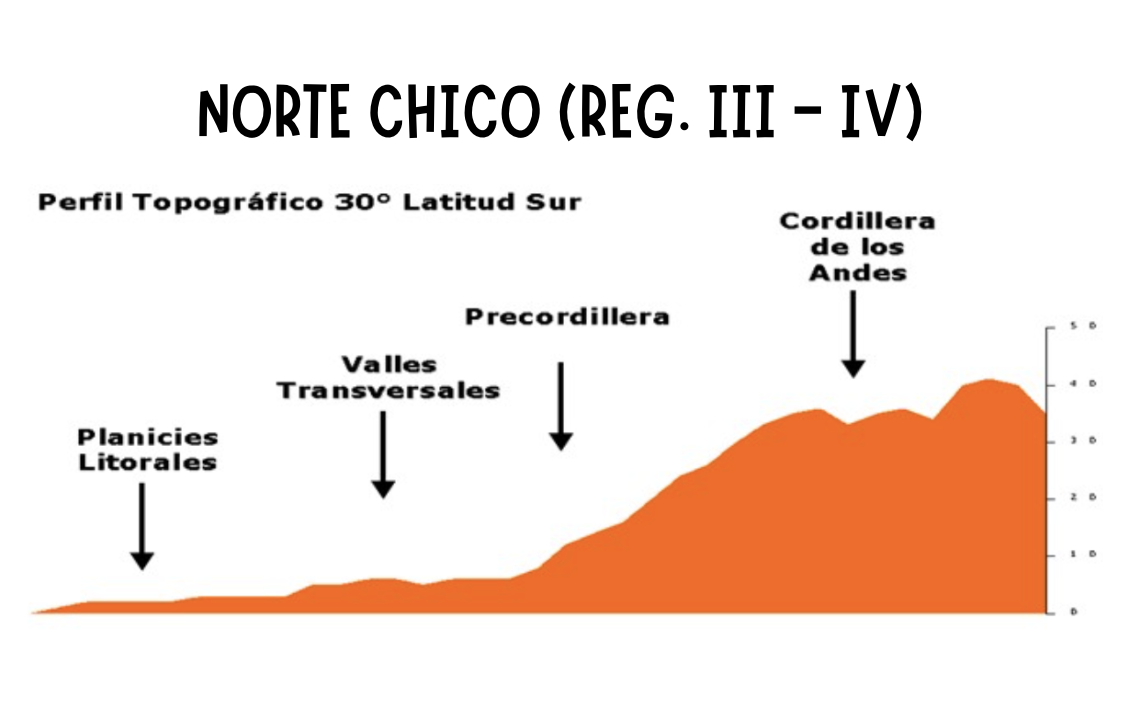 NORTE CHICO (REG. III – IV)
Perfil Topográfico 30º Latitud Sur
Cordillera
de los
Andes
Precordillera
Valles
Transversales
Planicies
Litorales
5 0
4 0
3 0
2 0
1 0
0